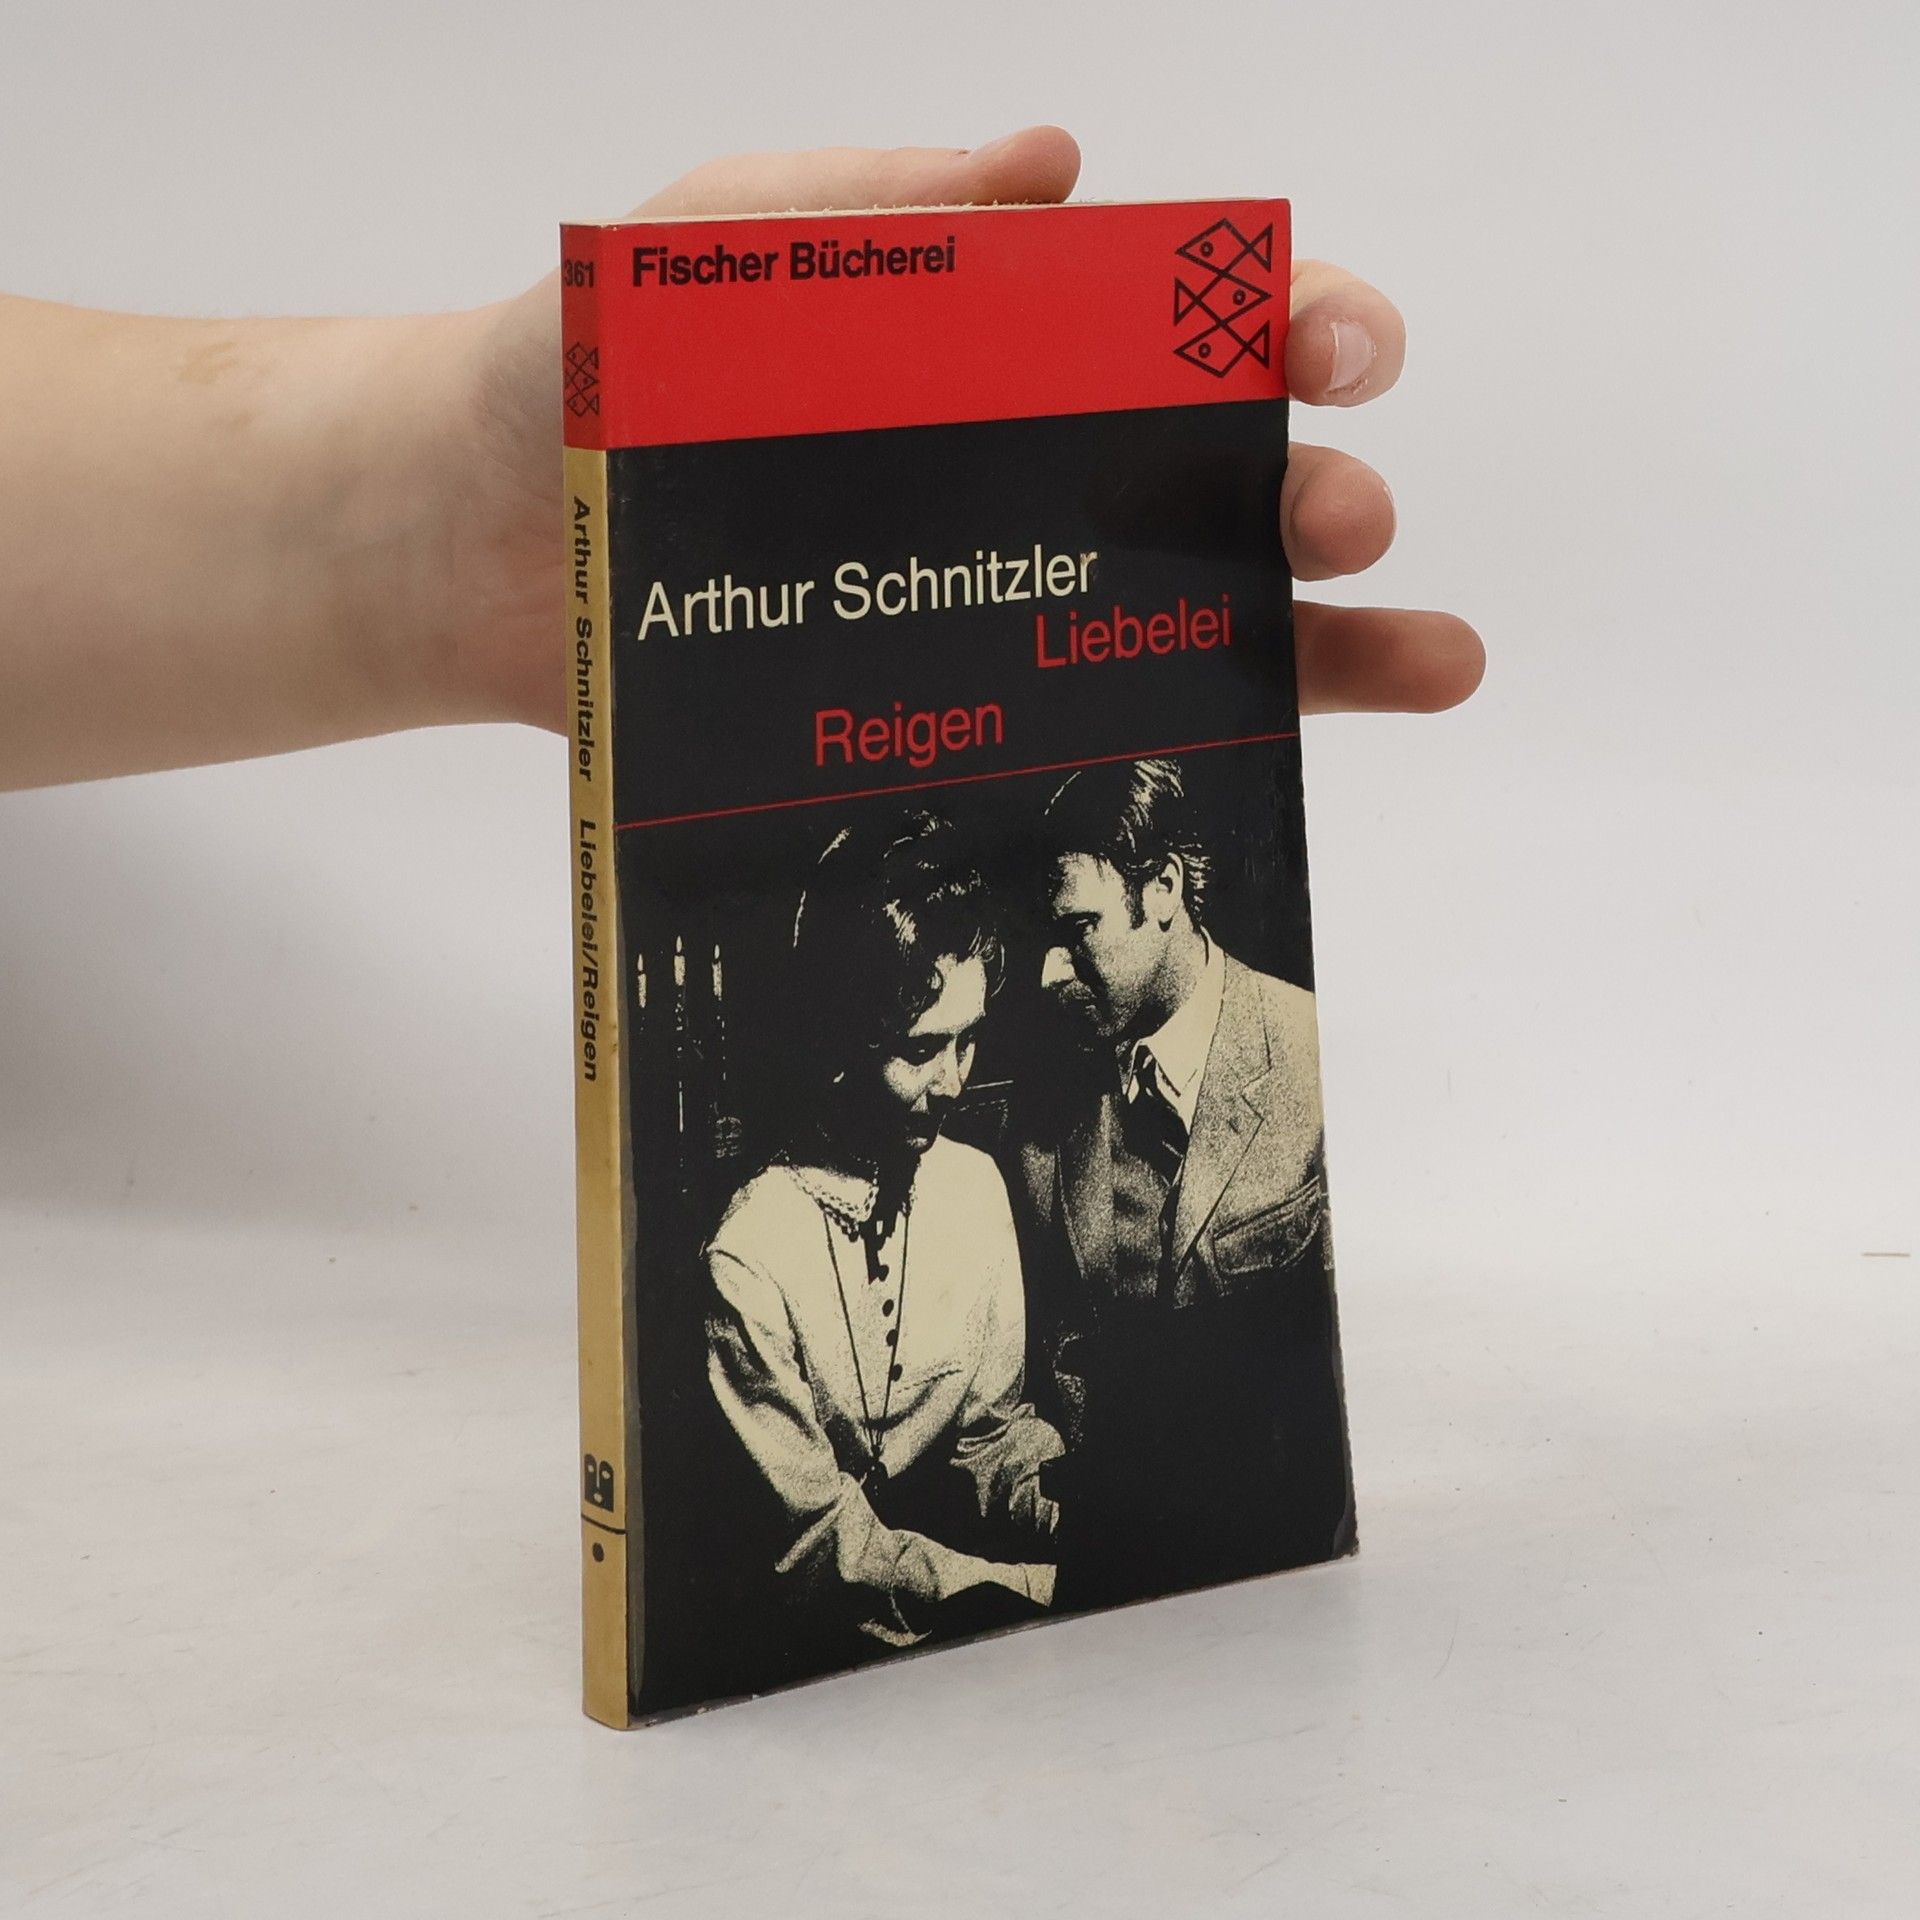 361
Fischer Bücherei
Arthur Schnitzler
Liebelei
Reigen
Arthur Schnitzler Liebelei/Reigen